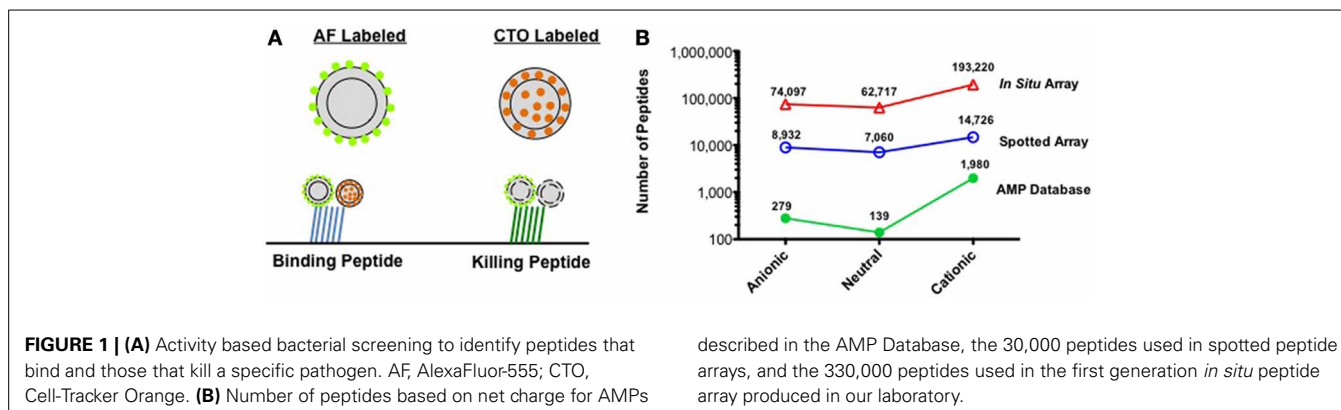 A
AF Labeled
CTO Labeled
Binding Peptide
Killing Peptide
B
Number of Peptides
1,000,000
100,000
10,000
1,000
100
74,097
62,717
193,220
In Situ Array
8,932
7,060
14,726
Spotted Array
279
139
1,980
AMP Database
Anionic
Neutral
Cationic
FIGURE 1 | (A) Activity based bacterial screening to identify peptides that
bind and those that kill a specific pathogen. AF, AlexaFluor-555; CTO,
Cell-Tracker Orange. (B) Number of peptides based on net charge for AMPs
described in the AMP Database, the 30,000 peptides used in spotted peptide
arrays, and the 330,000 peptides used in the first generation in situ peptide
array produced in our laboratory.